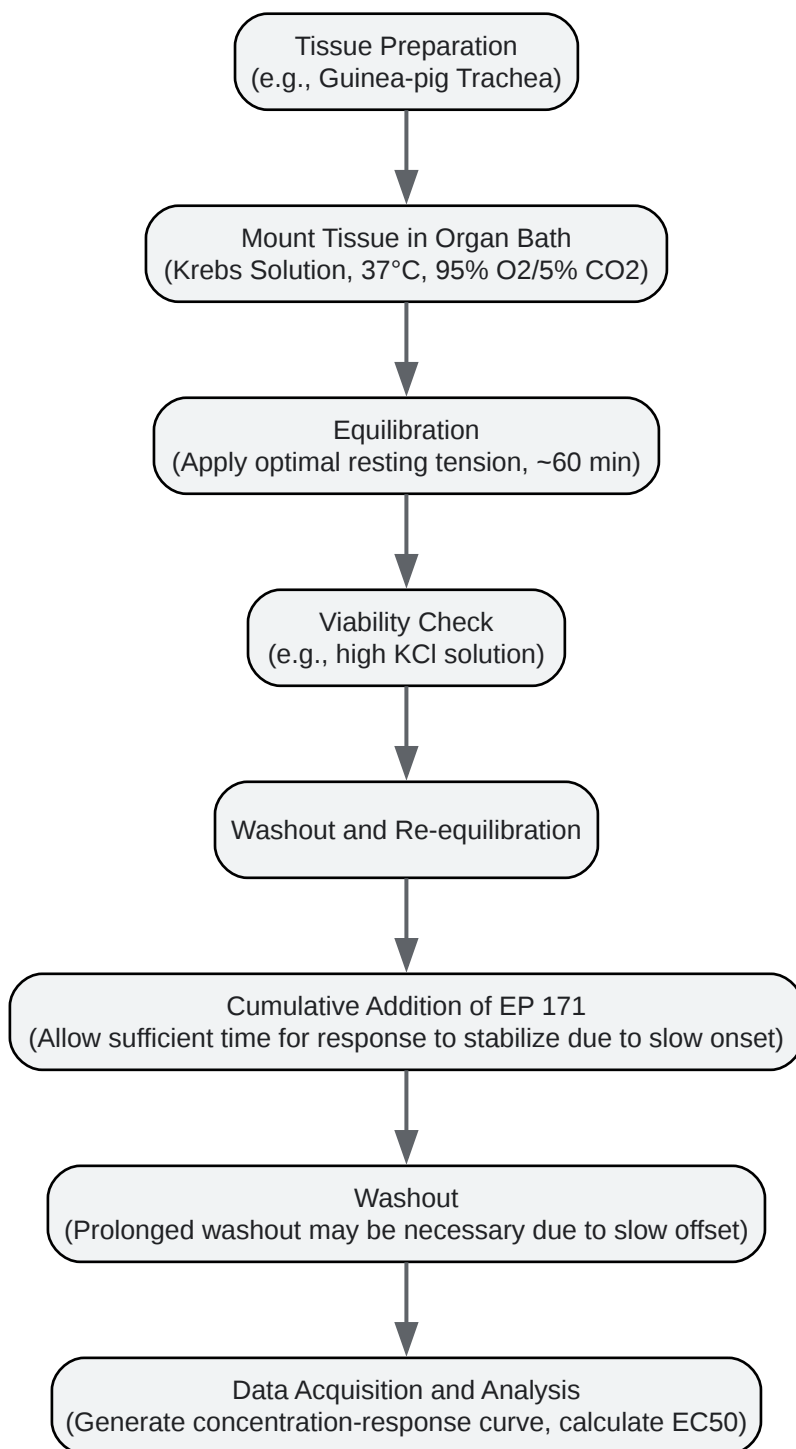 Tissue Preparation
(e.g., Guinea-pig Trachea)
Mount Tissue in Organ Bath
(Krebs Solution, 37°C, 95% O2/5% CO2)
Equilibration
(Apply optimal resting tension, ~60 min)
Viability Check
(e.g., high KCl solution)
Washout and Re-equilibration
Cumulative Addition of EP 171
(Allow sufficient time for response to stabilize due to slow onset)
Washout
(Prolonged washout may be necessary due to slow offset)
Data Acquisition and Analysis
(Generate concentration-response curve, calculate EC50)